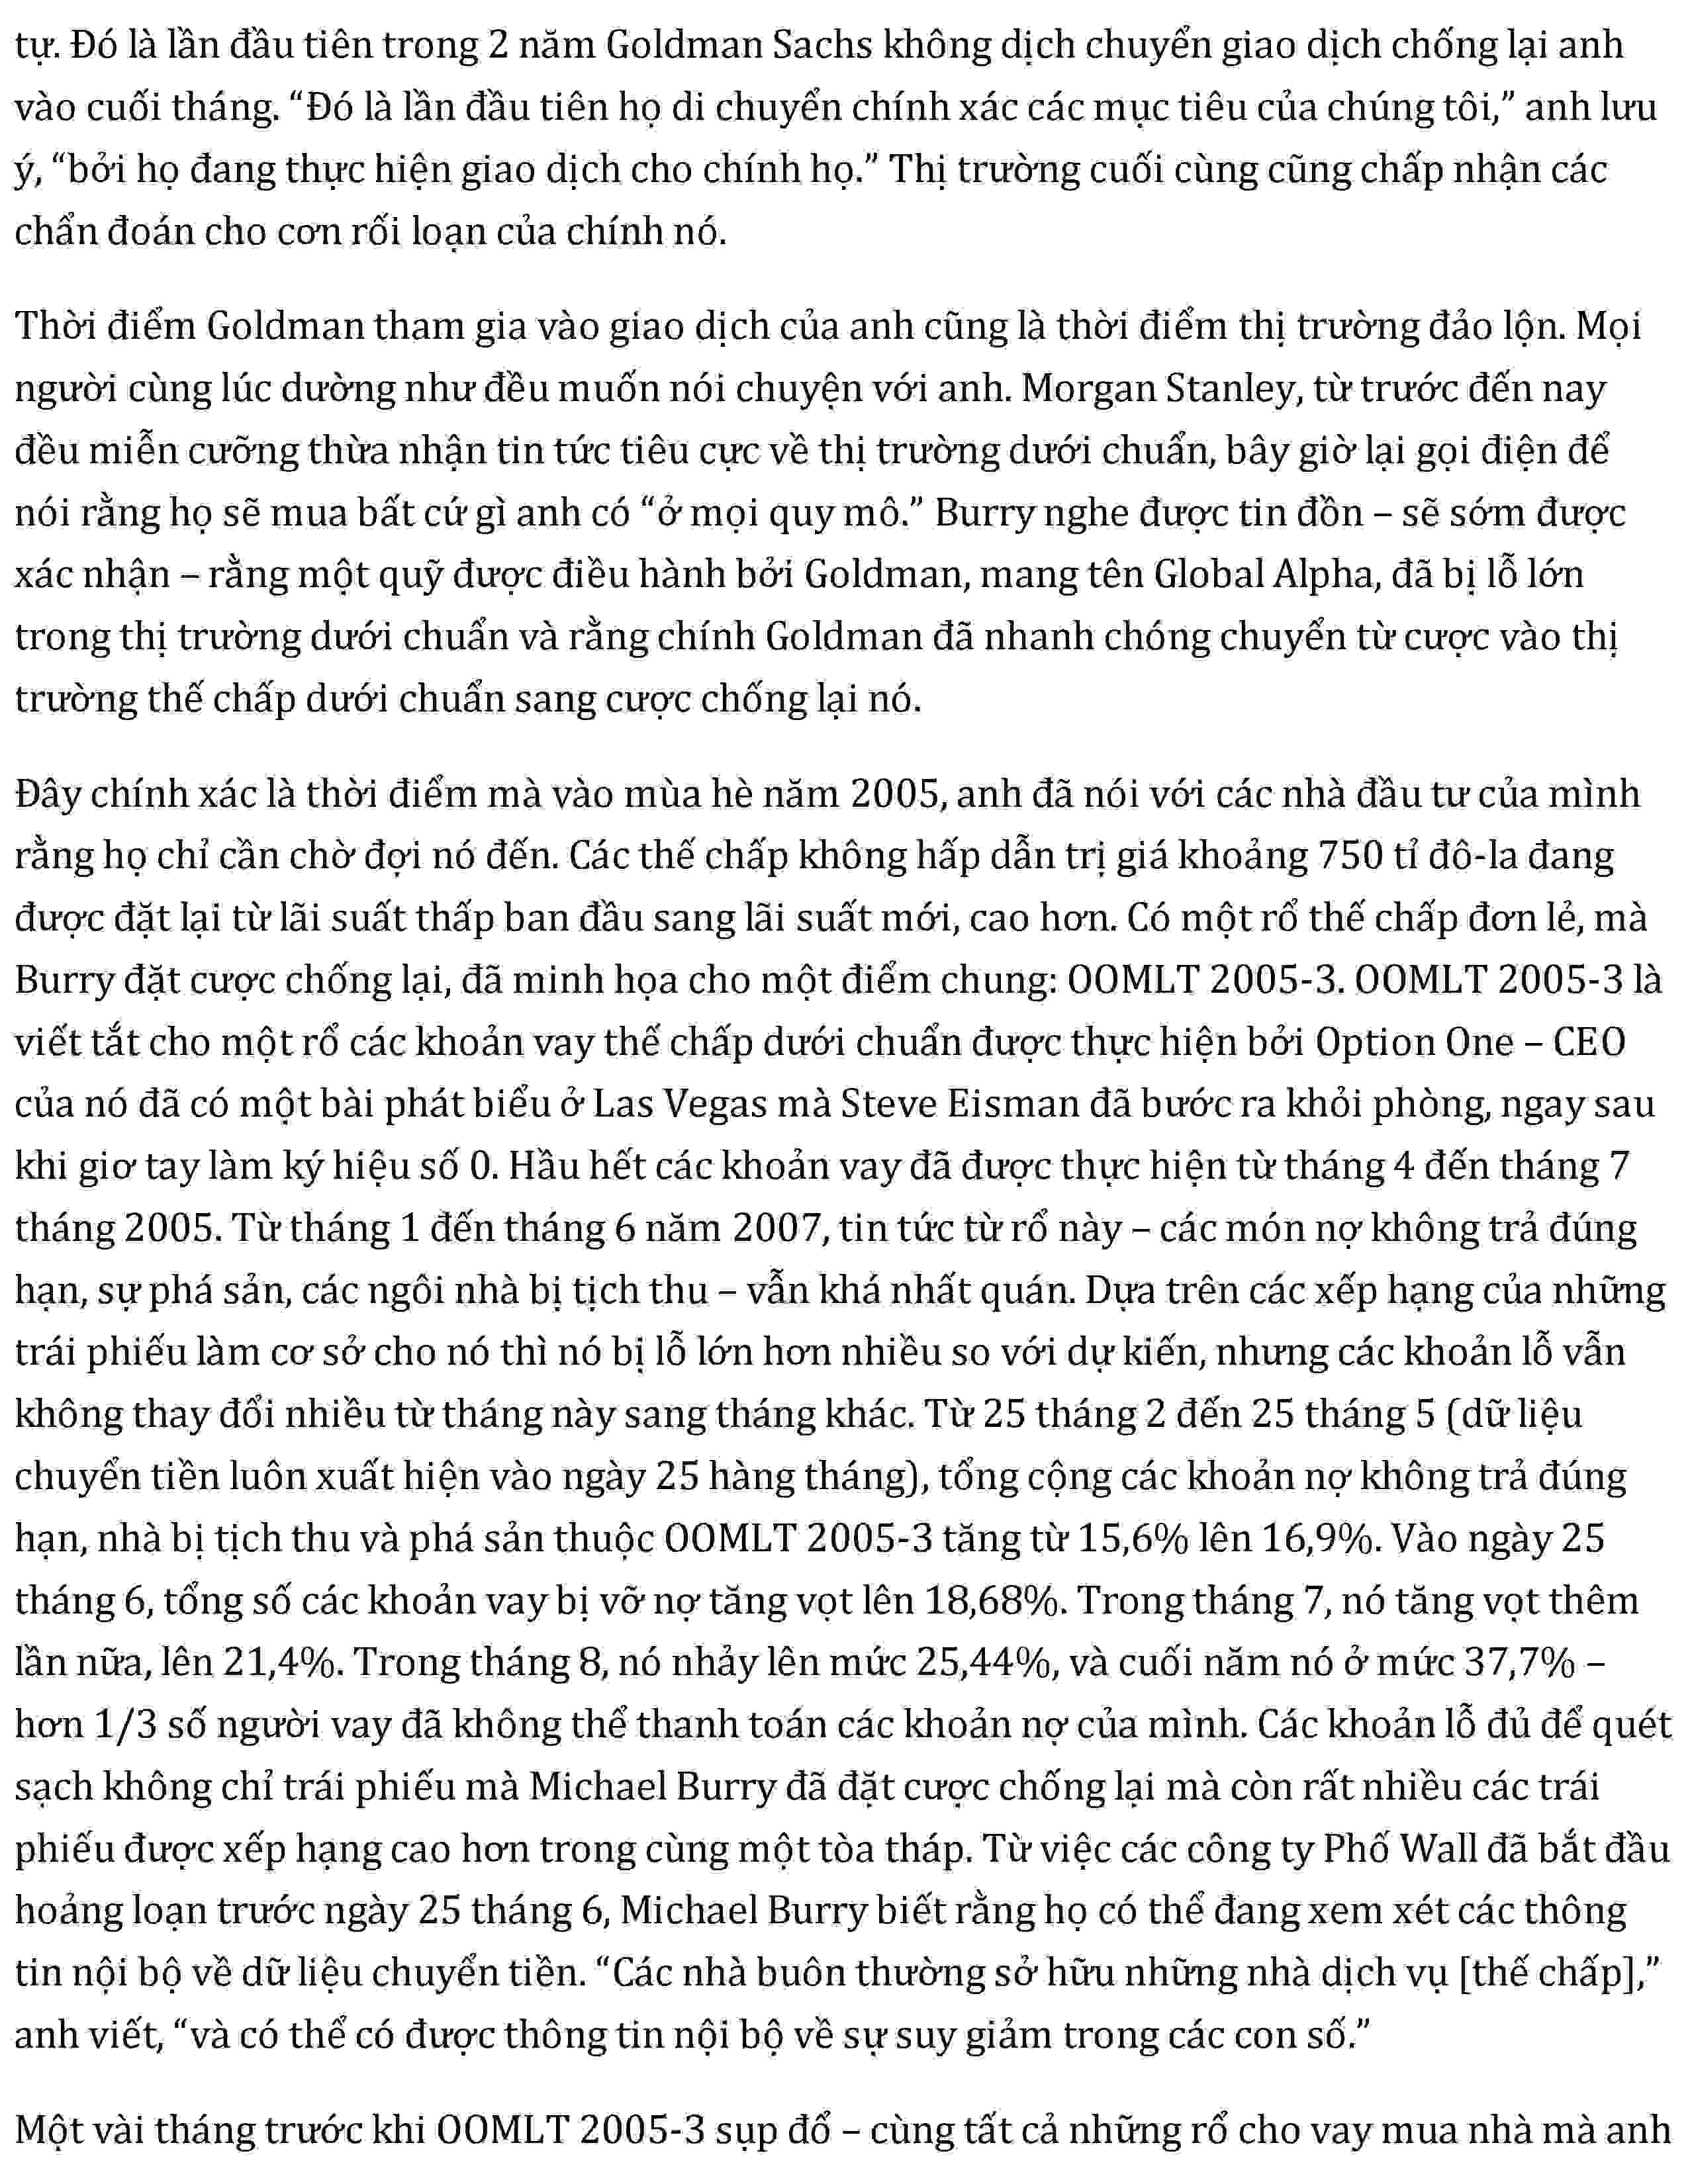 tự. Đó là lần đầu tiên trong 2 năm Goldman Sachs không dịch chuyển giao dịch chống lại anh
vào cuối tháng. “Đó là lần đầu tiên họ di chuyển chính xác các mục tiêu của chúng tôi,” anh lưu
ý, “bởi họ đang thực hiện giao dịch cho chính họ.” Thị trường cuối cùng cũng chấp nhận các
chẩn đoán cho cơn rối loạn của chính nó.
Thời điểm Goldman tham gia vào giao dịch của anh cũng là thời điểm thị trường đảo lộn. Mọi
người cùng lúc dường như đều muốn nói chuyện với anh. Morgan Stanley, từ trước đến nay
đều miễn cưỡng thừa nhận tin tức tiêu cực về thị trường dưới chuẩn, bây giờ lại gọi điện để
nói rằng họ sẽ mua bất cứ gì anh có “ở mọi quy mô.” Burry nghe được tin đồn – sẽ sớm được
xác nhận – rằng một quỹ được điều hành bởi Goldman, mang tên Global Alpha, đã bị lỗ lớn
trong thị trường dưới chuẩn và rằng chính Goldman đã nhanh chóng chuyển từ cược vào thị
trường thế chấp dưới chuẩn sang cược chống lại nó.
Đây chính xác là thời điểm mà vào mùa hè năm 2005, anh đã nói với các nhà đầu tư của mình
rằng họ chỉ cần chờ đợi nó đến. Các thế chấp không hấp dẫn trị giá khoảng 750 tỉ đô-la đang
được đặt lại từ lãi suất thấp ban đầu sang lãi suất mới, cao hơn. Có một rổ thế chấp đơn lẻ, mà
Burry đặt cược chống lại, đã minh họa cho một điểm chung: OOMLT 2005-3. OOMLT 2005-3 là
viết tắt cho một rổ các khoản vay thế chấp dưới chuẩn được thực hiện bởi Option One – CEO
của nó đã có một bài phát biểu ở Las Vegas mà Steve Eisman đã bước ra khỏi phòng, ngay sau
khi giơ tay làm ký hiệu số 0. Hầu hết các khoản vay đã được thực hiện từ tháng 4 đến tháng 7
tháng 2005. Từ tháng 1 đến tháng 6 năm 2007, tin tức từ rổ này – các món nợ không trả đúng
hạn, sự phá sản, các ngôi nhà bị tịch thu – vẫn khá nhất quán. Dựa trên các xếp hạng của những
trái phiếu làm cơ sở cho nó thì nó bị lỗ lớn hơn nhiều so với dự kiến, nhưng các khoản lỗ vẫn
không thay đổi nhiều từ tháng này sang tháng khác. Từ 25 tháng 2 đến 25 tháng 5 (dữ liệu
chuyển tiền luôn xuất hiện vào ngày 25 hàng tháng), tổng cộng các khoản nợ không trả đúng
hạn, nhà bị tịch thu và phá sản thuộc OOMLT 2005-3 tăng từ 15,6% lên 16,9%. Vào ngày 25
tháng 6, tổng số các khoản vay bị vỡ nợ tăng vọt lên 18,68%. Trong tháng 7, nó tăng vọt thêm
lần nữa, lên 21,4%. Trong tháng 8, nó nhảy lên mức 25,44%, và cuối năm nó ở mức 37,7% –
hơn 1/3 số người vay đã không thể thanh toán các khoản nợ của mình. Các khoản lỗ đủ để quét
sạch không chỉ trái phiếu mà Michael Burry đã đặt cược chống lại mà còn rất nhiều các trái
phiếu được xếp hạng cao hơn trong cùng một tòa tháp. Từ việc các công ty Phố Wall đã bắt đầu
hoảng loạn trước ngày 25 tháng 6, Michael Burry biết rằng họ có thể đang xem xét các thông
tin nội bộ về dữ liệu chuyển tiền. “Các nhà buôn thường sở hữu những nhà dịch vụ [thế chấp],”
anh viết, “và có thể có được thông tin nội bộ về sự suy giảm trong các con số.”
Một vài tháng trước khi OOMLT 2005-3 sụp đổ – cùng tất cả những rổ cho vay mua nhà mà anh